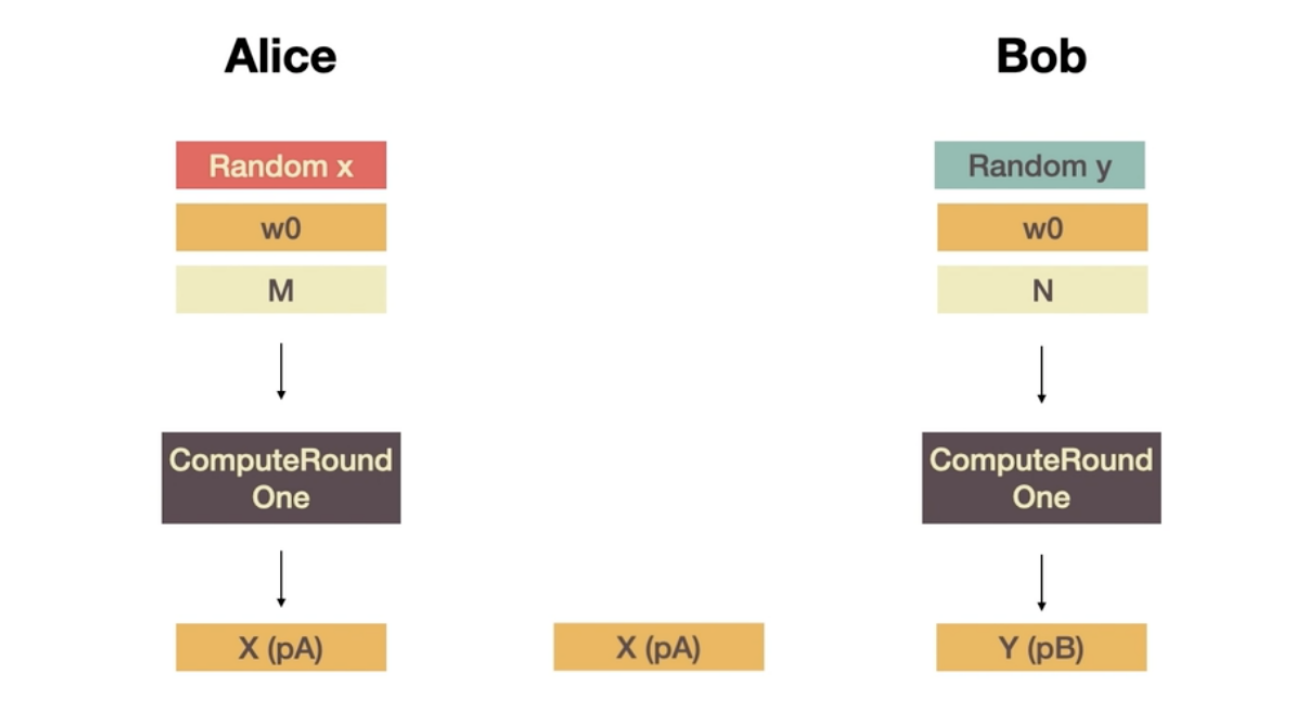 Alice
Bob
Random x
Random y
w0
w0
M
N
ComputeRound
One
ComputeRound
One
X (pA)
X (pA)
Y (pB)